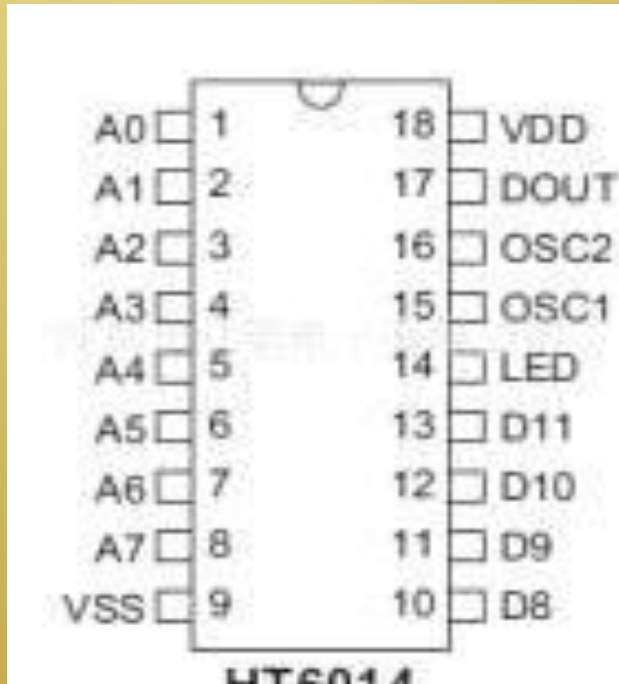 A0 1 18 VDD
A1 2 17 DOUT
A2 3 16 OSC2
A3 4 15 OSC1
A4 5 14 LED
A5 6 13 D11
A6 7 12 D10
A7 8 11 D9
VSS 9 10 D8
HT6014